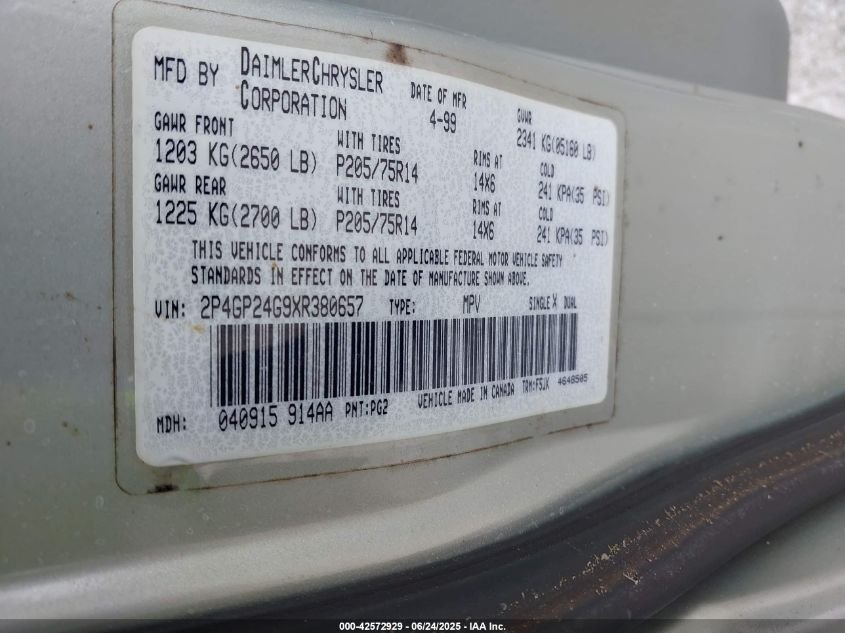 MFD BY DAIMLERCHRYSLER CORPORATION
DATE OF MFR 4-99
GVWR 2341 KG(05160 LB)
GAWR FRONT 1203 KG(2650 LB)
WITH TIRES P205/75R14
RIMS AT 14X6
COLD 241 KPA(35 PSI)
GAWR REAR 1225 KG(2700 LB)
WITH TIRES P205/75R14
RIMS AT 14X6
COLD 241 KPA(35 PSI)
THIS VEHICLE CONFORMS TO ALL APPLICABLE FEDERAL MOTOR VEHICLE SAFETY
STANDARDS IN EFFECT ON THE DATE OF MANUFACTURE SHOWN ABOVE.
VIN: 2P4GP24G9XR380657 TYPE: MPV SINGLE X DUAL
MDH: 040915 914AA PNT:PG2 VEHICLE MADE IN CANADA TRM:F5JK 4648505
000-42572929 / 06/24/2025 - IAA Inc.